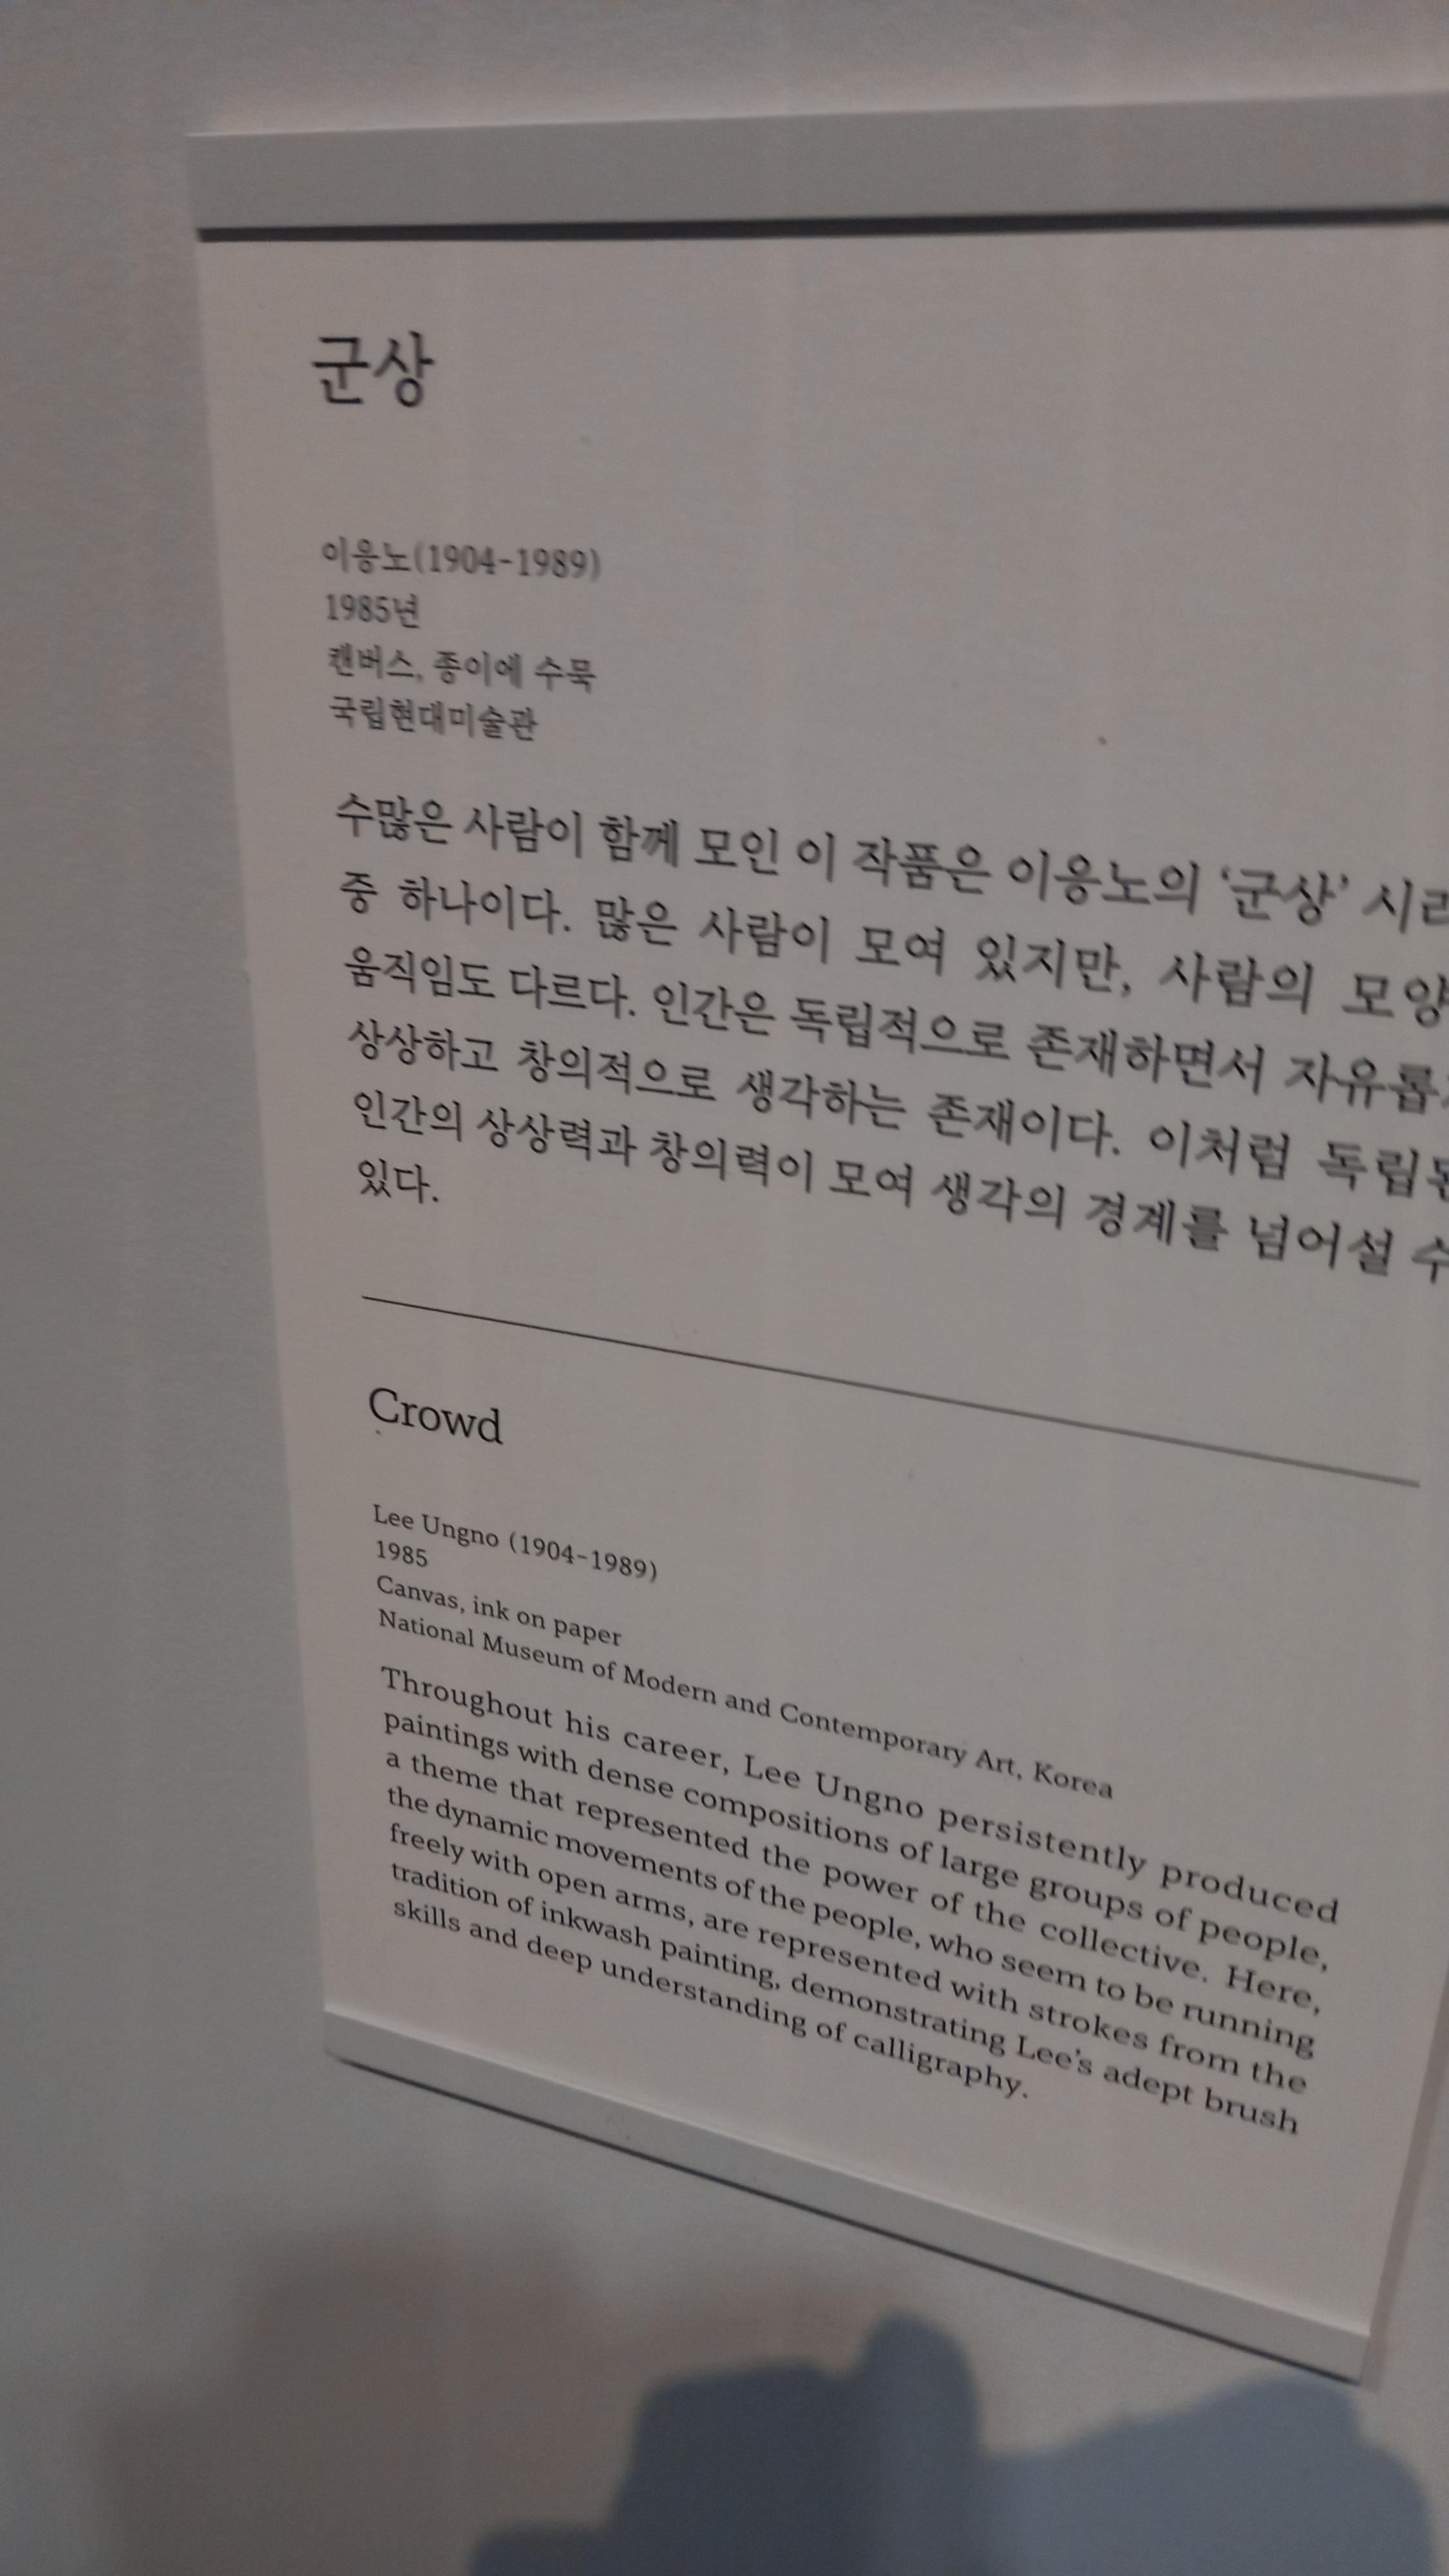 군상
이응노(1904-1989)
1985년
캔버스, 종이에 수묵
국립현대미술관
수많은 사람이 함께 모인 이 작품은 이응노의 ‘군상’
중 하나이다. 많은 사람이 모여 있지만, 사람의
움직임도 다르다. 인간은 독립적으로 존재하면서
상상하고 창의적으로 생각하는 존재이다. 이처럼
인간의 상상력과 창의력이 모여 생각의 경계를 넘어설 수
있다.
Crowd
Lee Ungno (1904-1989)
1985
Canvas, ink on paper
National Museum of Modern and Contemporary Art, Korea
Throughout his career, Lee Ungno persistently produced
paintings with dense compositions of large groups of people,
a theme that represented the power of the collective. Here,
the dynamic movements of the people, who seem to be running
freely with open arms, are represented with strokes from the
tradition of inkwash painting, demonstrating Lee's adept brush
skills and deep understanding of calligraphy.